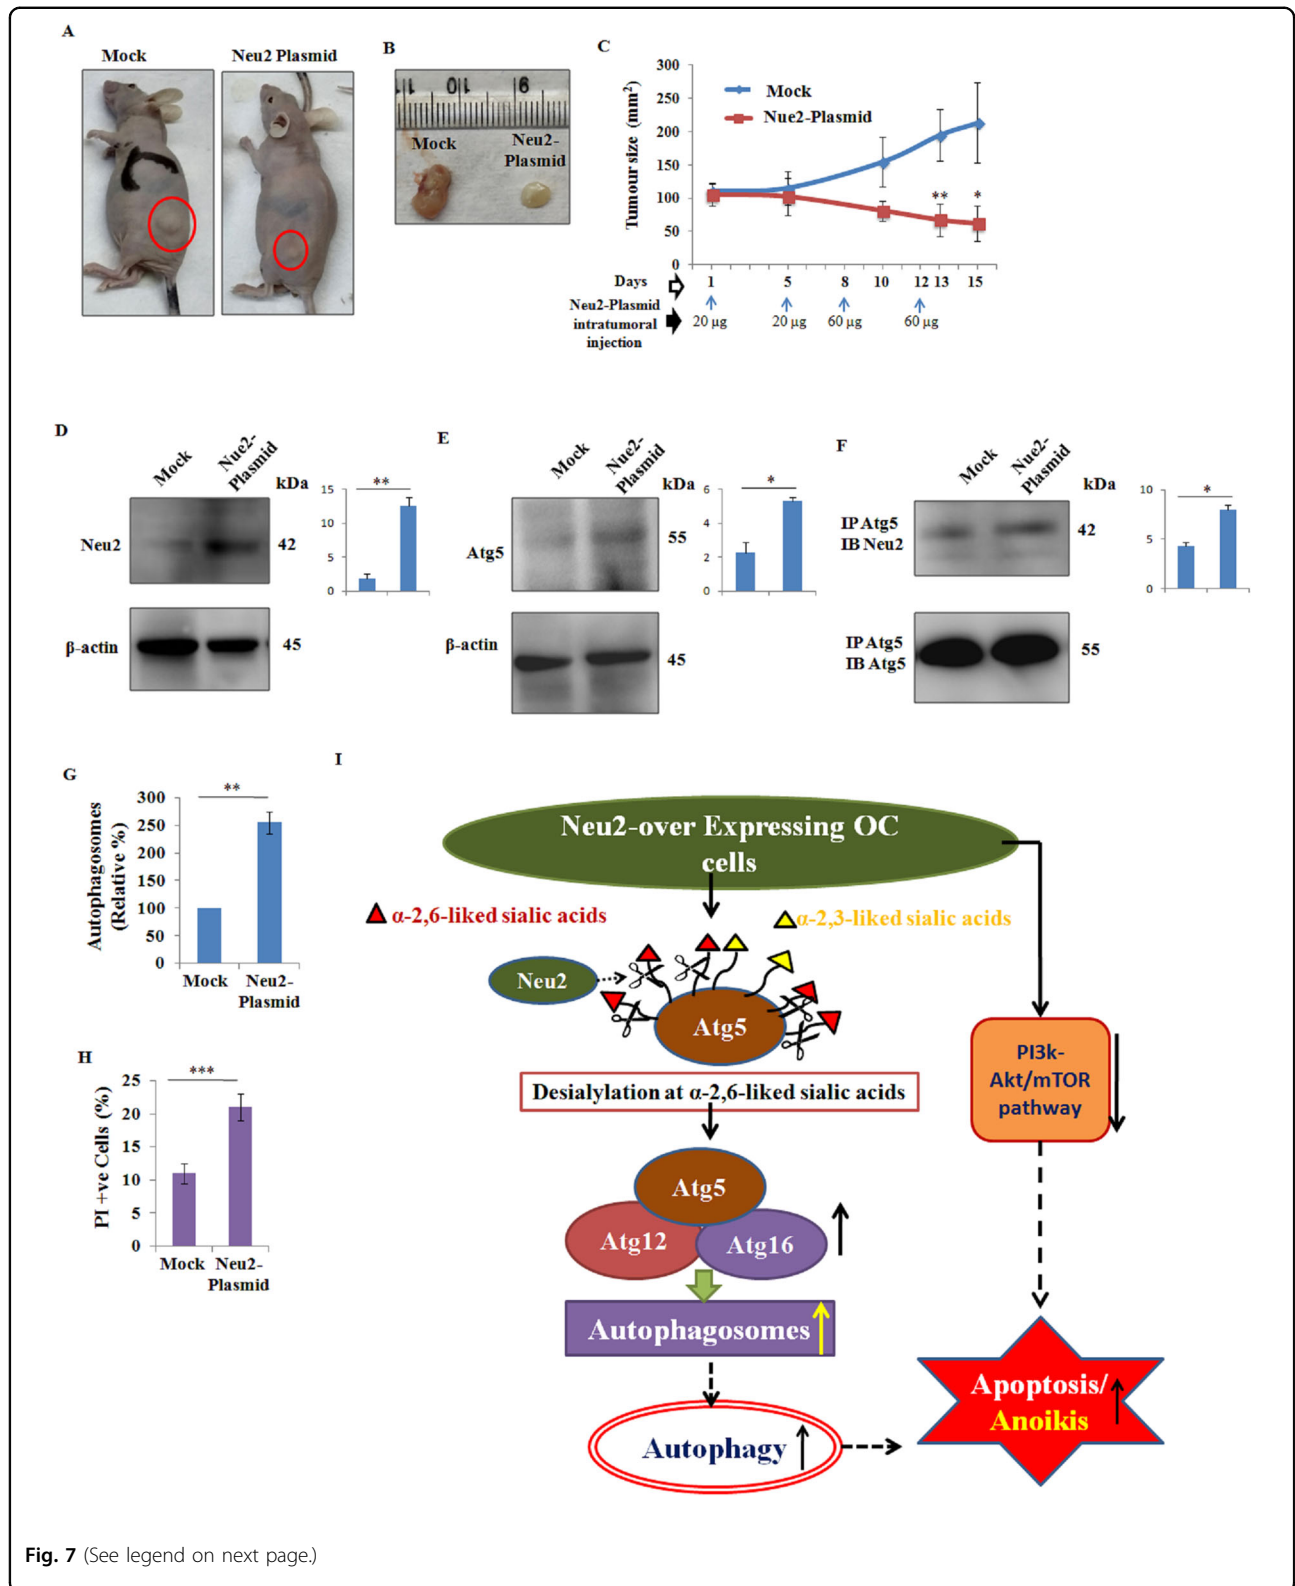 A
Mock
Neu2 Plasmid
B
Mock
Neu2-
Plasmid
C
Tumour size (mm²)
300
250
200
150
100
50
0
Mock
Nue2-Plasmid
**
*
Days
1
5
8
10
12
13
15
Neu2-Plasmid
intratumoral
injection
20 µg
20 µg
60 µg
60 µg
D
Mock
Nue2-
Plasmid
kDa
Neu2
42
β-actin
45
15
10
5
0
**
E
Mock
Nue2-
Plasmid
kDa
Atg5
55
β-actin
45
6
4
2
0
*
F
Mock
Nue2-
Plasmid
kDa
IP Atg5
IB Neu2
42
IP Atg5
IB Atg5
55
10
5
0
*
G
Autophagosomes
(Relative %)
300
250
200
150
100
50
0
**
Mock
Neu2-
Plasmid
H
PI +ve Cells (%)
25
20
15
10
5
0
***
Mock
Neu2-
Plasmid
I
Neu2-over Expressing OC
cells
α-2,6-liked sialic acids
α-2,3-liked sialic acids
Neu2
Atg5
Desialylation at α-2,6-liked sialic acids
Atg5
Atg12
Atg16
Autophagosomes
Autophagy
PI3k-
Akt/mTOR
pathway
Apoptosis/
Anoikis
Fig. 7 (See legend on next page.)